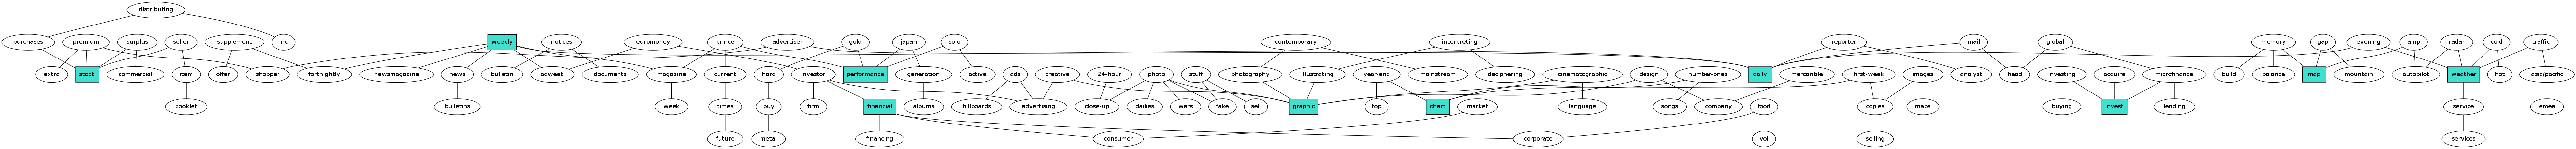 distributing
purchases premium surplus seller supplement inc weekly notices euromoney prince advertiser gold japan solo contemporary interpreting reporter mail global memory gap amp evening radar cold traffic
extra stock commercial item offer shopper fortnightly newsmagazine news bulletin adweek documents magazine current hard investor performance generation active ads creative 24-hour photo stuff photography illustrating year-end mainstream deciphering cinematographic design number-ones daily mercantile first-week images analyst head investing acquire microfinance build balance map mountain autopilot weather hot asia/pacific
booklet bulletins week times buy firm financial albums billboards advertising close-up dailies wars fake sell graphic top chart market language songs company food copies maps buying invest lending service emea
future metal financing consumer corporate vol selling services